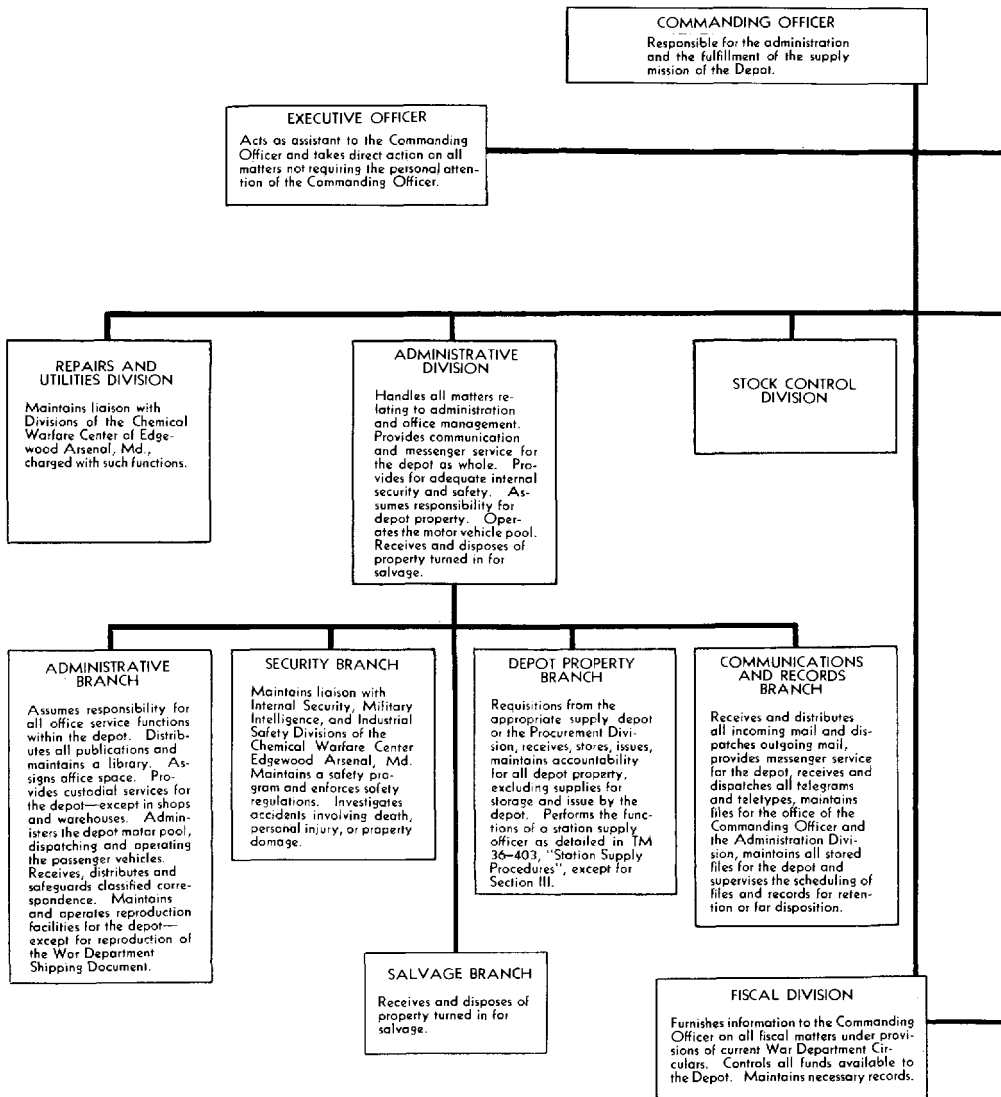 COMMANDING OFFICER
Responsible for the administration
and the fulfillment of the supply
mission of the Depot.
EXECUTIVE OFFICER
Acts as assistant to the Commanding
Officer and takes direct action on all
matters not requiring the personal atten-
tion of the Commanding Officer.
REPAIRS AND
UTILITIES DIVISION
Maintains liaison with
Divisions of the Chemical
Warfare Center of Edge-
wood Arsenal, Md.,
charged with such functions.
ADMINISTRATIVE
DIVISION
Handles all matters re-
lating to administration
and office management.
Provides communication
and messenger service for
the depot as whole. Pro-
vides for adequate internal
security and safety. As-
sumes responsibility for
depot property. Oper-
ates the motor vehicle pool.
Receives and disposes of
property turned in for
salvage.
STOCK CONTROL
DIVISION
ADMINISTRATIVE
BRANCH
Assumes responsibility for
all office service functions
within the depot. Distrib-
utes all publications and
maintains a library. As-
signs office space. Pro-
vides custodial services for
the depot—except in shops
and warehouses. Admin-
isters the depot motor pool,
dispatching and operating
the passenger vehicles.
Receives, distributes and
safeguards classified corre-
spondence. Maintains
and operates reproduction
facilities for the depot—
except for reproduction of
the War Department
Shipping Document.
SECURITY BRANCH
Maintains liaison with
Internal Security, Military
Intelligence, and Industrial
Safety Divisions of the
Chemical Warfare Center
Edgewood Arsenal, Md.
Maintains a safety pro-
gram and enforces safety
regulations. Investigates
accidents involving death,
personal injury, or property
damage.
DEPOT PROPERTY
BRANCH
Requisitions from the
appropriate supply depot
or the Procurement Divi-
sion, receives, stores, issues,
maintains accountability
for all depot property,
excluding supplies for
storage and issue by the
depot. Performs the func-
tions of a station supply
officer as detailed in TM
36–403, "Station Supply
Procedures", except for
Section III.
COMMUNICATIONS
AND RECORDS
BRANCH
Receives and distributes
all incoming mail and dis-
patches outgoing mail,
provides messenger service
for the depot, receives and
dispatches all telegrams
and teletypes, maintains
files for the office of the
Commanding Officer and
the Administration Divi-
sion, maintains all stored
files for the depot and
supervises the scheduling of
files and records for reten-
tion or for disposition.
SALVAGE BRANCH
Receives and disposes of
property turned in for
salvage.
FISCAL DIVISION
Furnishes information to the Commanding
Officer on all fiscal matters under provi-
sions of current War Department Cir-
culars. Controls all funds available to
the Depot. Maintains necessary records.